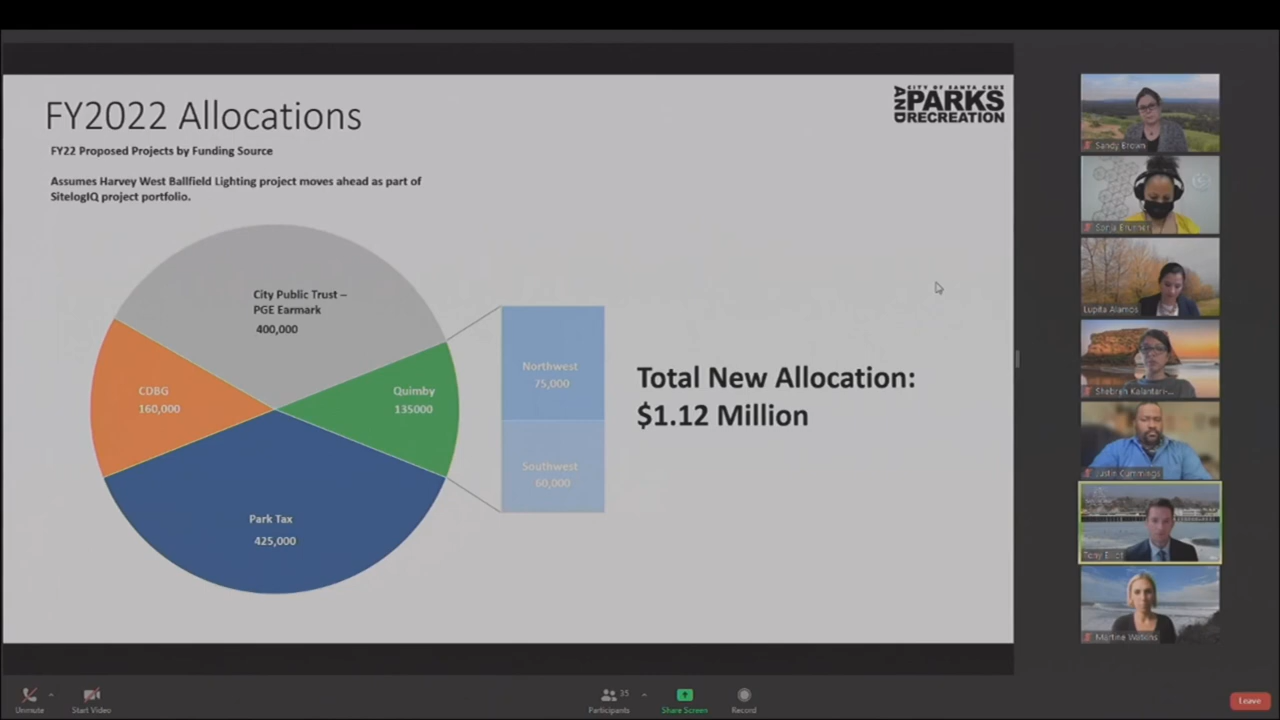 FY2022 Allocations
CITY OF SANTA CRUZ
AND PARKS
RECREATION
FY22 Proposed Projects by Funding Source
Assumes Harvey West Ballfield Lighting project moves ahead as part of
SitelogIQ project portfolio.
City Public Trust –
PGE Earmark
400,000
CDBG
160,000
Quimby
135000
Park Tax
425,000
Northwest
75,000
Southwest
60,000
Total New Allocation:
$1.12 Million
Sandy Brown
Sonja Brunner
Lupita Alamos
Shebreh Kalantari-...
Justin Cummings
Tony Elliot
Martine Watkins
Unmute
Start Video
35
Participants
Share Screen
Record
Leave